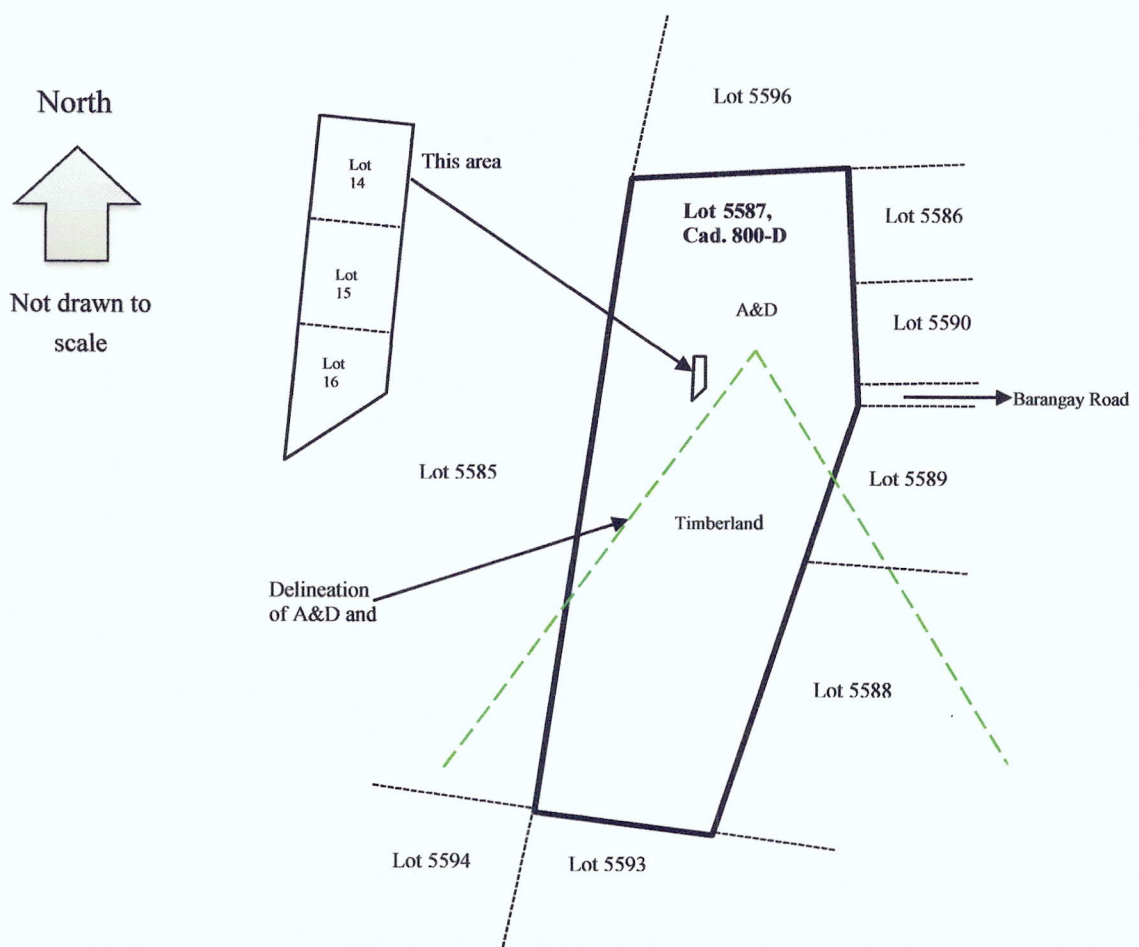 North
Not drawn to
scale
Lot
14
Lot
15
Lot
16
This area
Lot 5596
Lot 5587,
Cad. 800-D
Lot 5586
A&D
Lot 5590
Barangay Road
Lot 5585
Lot 5589
Timberland
Delineation
of A&D and
Lot 5588
Lot 5594
Lot 5593